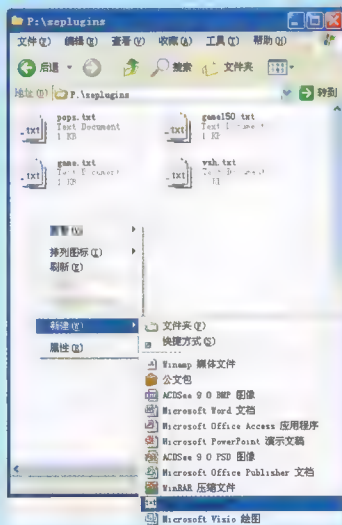 P:\seplugins
文件(F) 编辑(E) 查看(V) 收藏(A) 工具(T) 帮助(H)
后退 搜索 文件夹
地址(D) P:\seplugins 转到
pops.txt
Text Document
1 KB
game150.txt
game.txt
1 KB
vsh.txt
查看(V)
排列图标(I)
刷新(E)
新建(W)
属性(R)
文件夹(F)
快捷方式(S)
Winamp 媒体文件
公文包
ACDSee 9.0 BMP 图像
Microsoft Word 文档
Microsoft Office Access 应用程序
Microsoft PowerPoint 演示文稿
ACDSee 9.0 PSD 图像
Microsoft Office Publisher 文档
WinRAR 压缩文件
Microsoft Visio 绘图